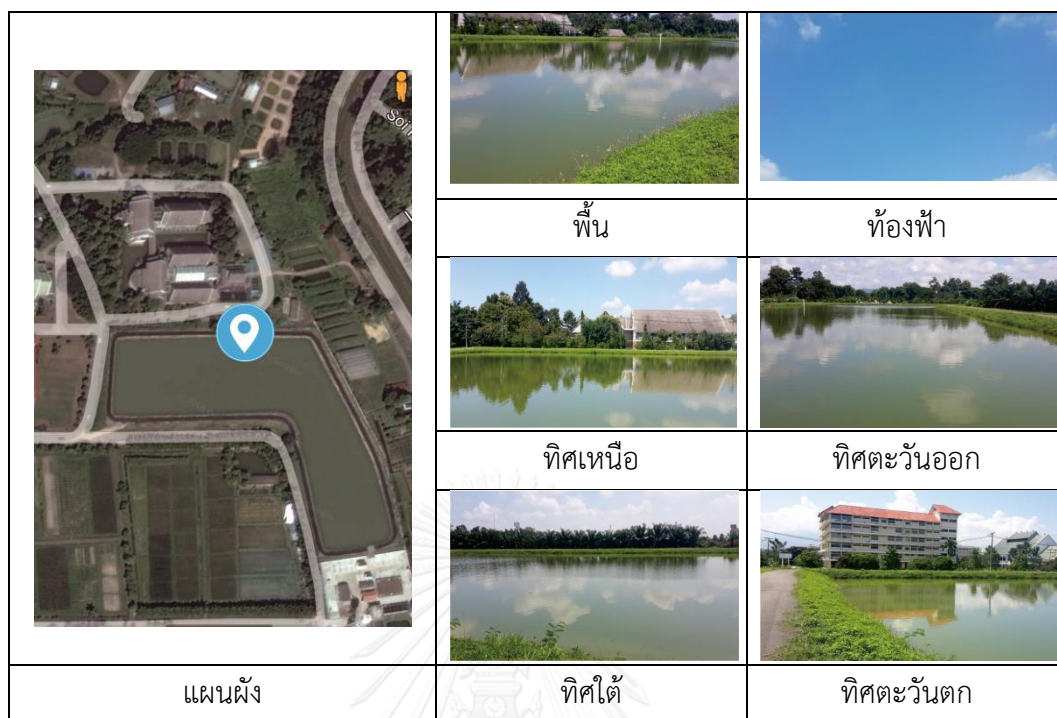 Soi
พื้น
ท้องฟ้า
ทิศเหนือ
ทิศตะวันออก
แผนผัง
ทิศใต้
ทิศตะวันตก